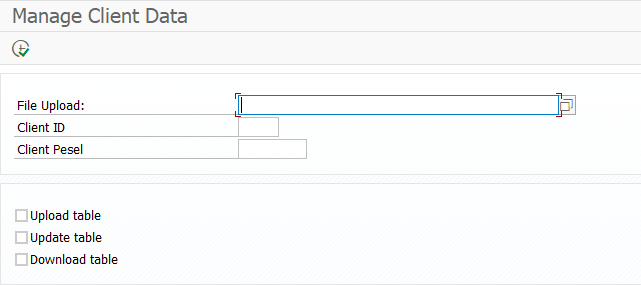 Manage Client Data
File Upload:
Client ID
Client Pesel
Upload table
Update table
Download table